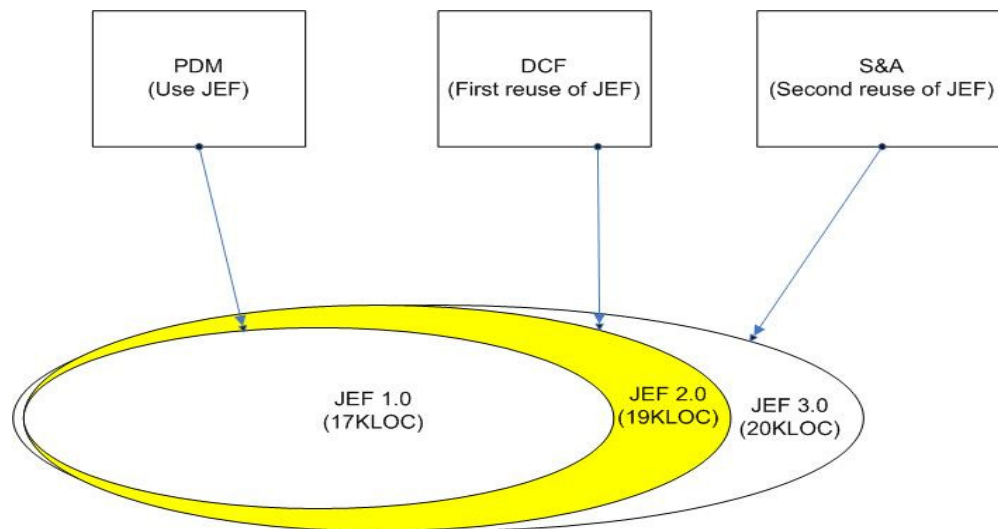 PDM
(Use JEF)
DCF
(First reuse of JEF)
S&A
(Second reuse of JEF)
JEF 1.0
(17KLOC)
JEF 2.0
(19KLOC)
JEF 3.0
(20KLOC)